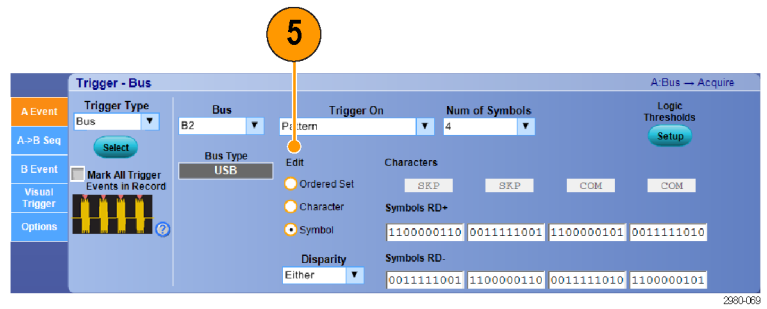 5
Trigger - Bus
A:Bus → Acquire
A Event
A->B Seq
B Event
Visual
Trigger
Options
Trigger Type
Bus
Select
Mark All Trigger
Events in Record
Bus
B2
Bus Type
USB
Trigger On
Pattern
Num of Symbols
4
Logic
Thresholds
Setup
Edit
Ordered Set
Character
Symbol
Disparity
Either
Characters
SKP SKP COM COM
Symbols RD+
1100000110 0011111001 1100000101 0011111010
Symbols RD-
0011111001 1100000110 0011111010 1100000101
?
2980-069